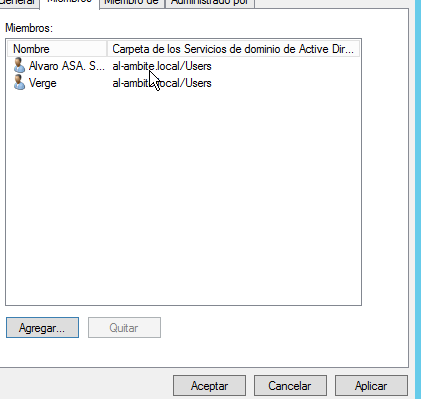 General Miembros Miembro de Administrado por
Miembros:
Nombre Carpeta de los Servicios de dominio de Active Dir...
Alvaro ASA. S... al-ambite.local/Users
Verge al-ambite.local/Users
Agregar... Quitar
Aceptar Cancelar Aplicar